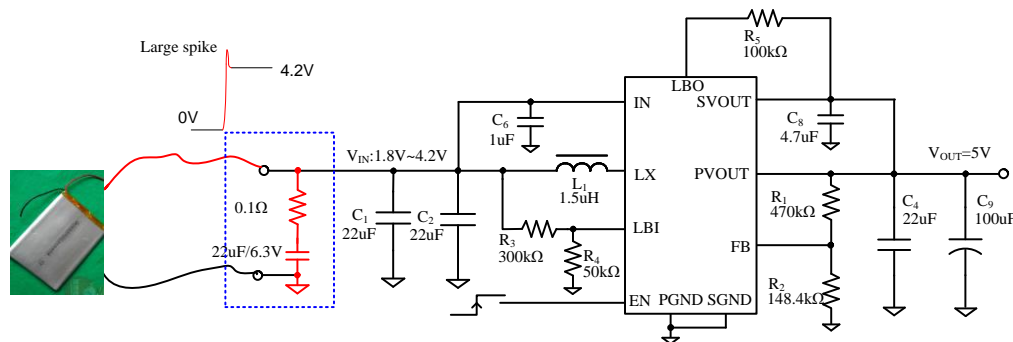 Large spike
4.2V
0V
0.1Ω
22uF/6.3V
V_IN:1.8V~4.2V
C1
22uF
C2
22uF
C6
1uF
L1
1.5uH
R3
300kΩ
R4
50kΩ
R5
100kΩ
IN
LX
LBI
EN
LBO
SVOUT
PVOUT
FB
PGND SGND
C8
4.7uF
R1
470kΩ
R2
148.4kΩ
C4
22uF
C9
100uF
V_OUT=5V